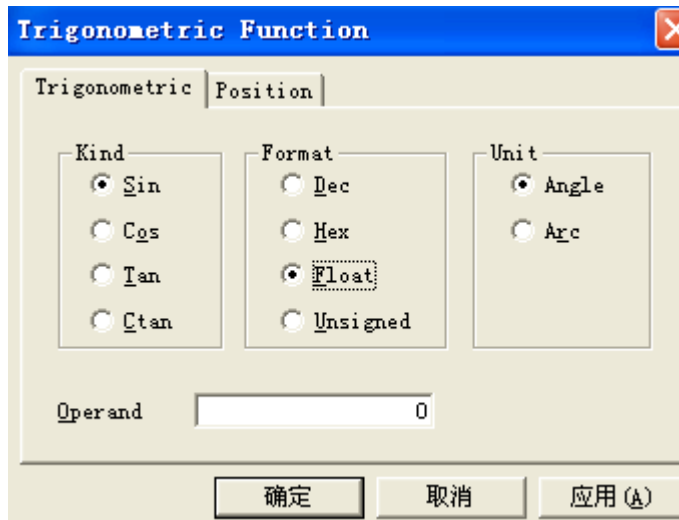 Trigonometric Function
Trigonometric Position
Kind Format Unit
Sin Dec Angle
Cos Hex Arc
Tan Float
Ctan Unsigned
Operand 0
确定 取消 应用(A)